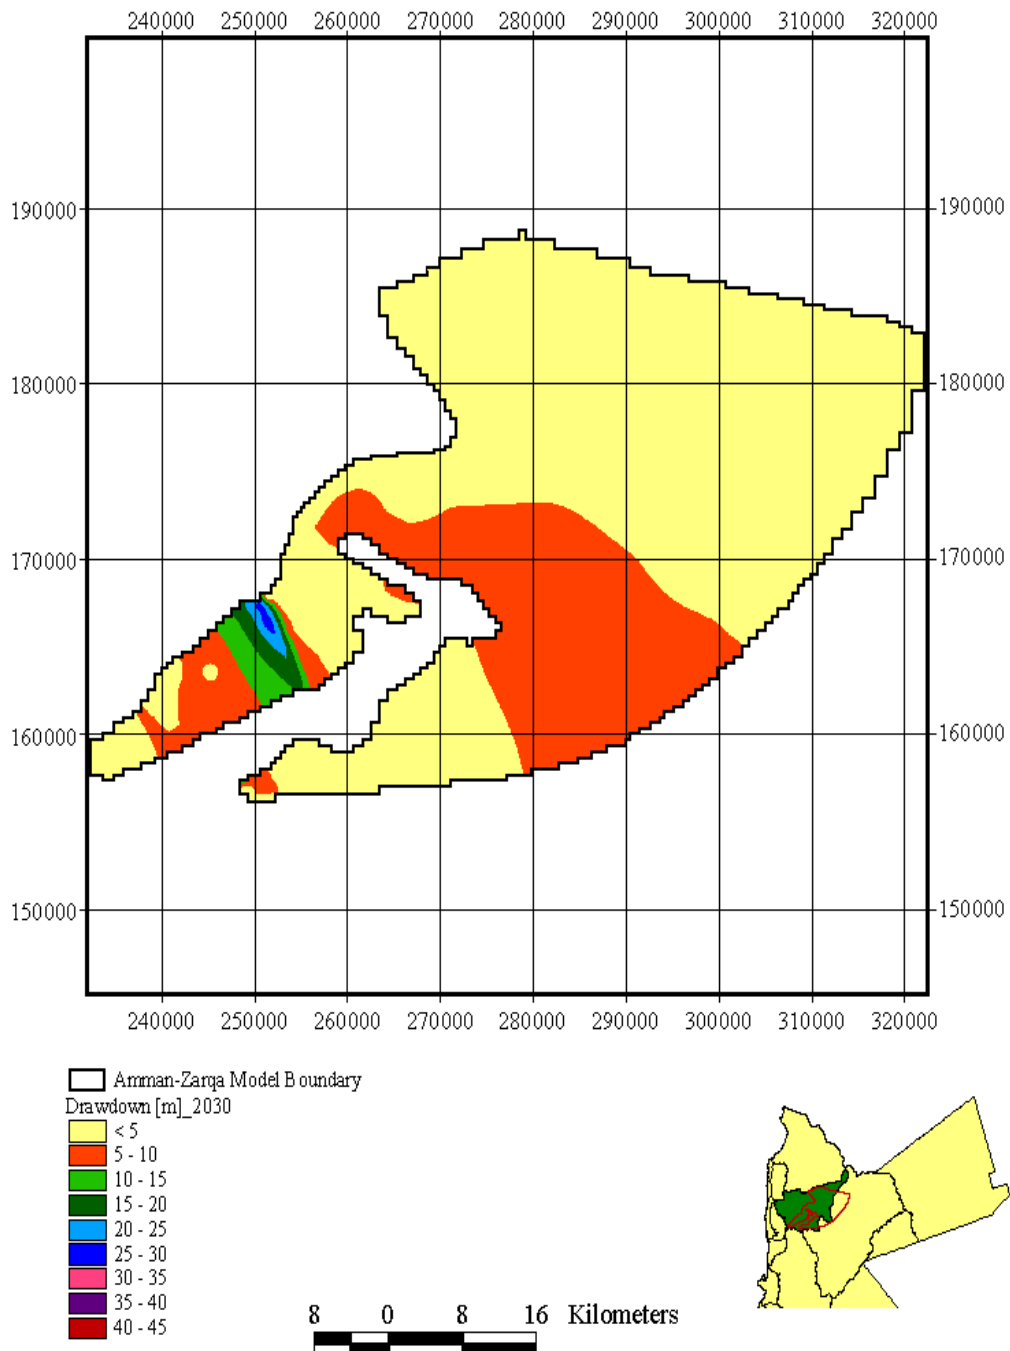 240000 250000 260000 270000 280000 290000 300000 310000 320000
190000 190000
180000 180000
170000 170000
160000 160000
150000 150000
240000 250000 260000 270000 280000 290000 300000 310000 320000
Amman-Zarqa Model Boundary
Drawdown [m]_2030
< 5
5 - 10
10 - 15
15 - 20
20 - 25
25 - 30
30 - 35
35 - 40
40 - 45
8 0 8 16 Kilometers